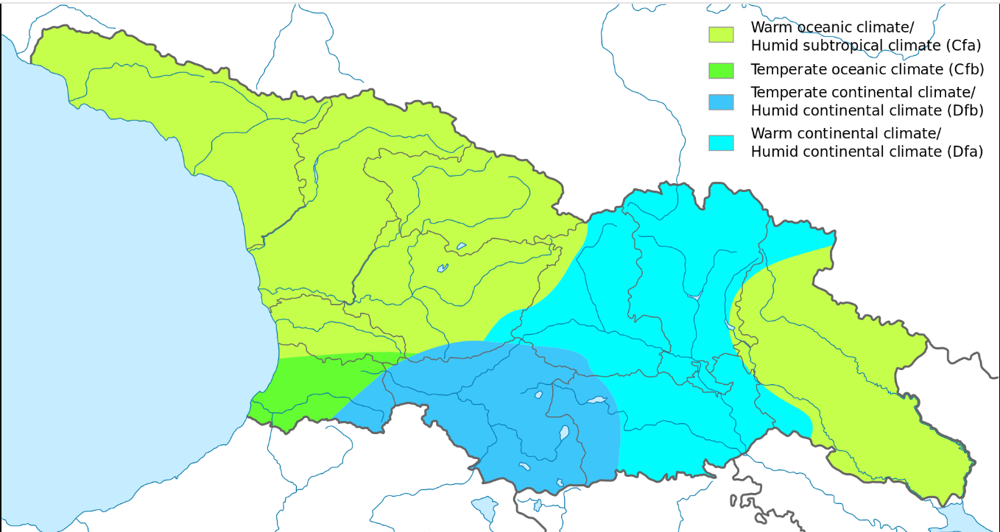 Warm oceanic climate/
Humid subtropical climate (Cfa)
Temperate oceanic climate (Cfb)
Temperate continental climate/
Humid continental climate (Dfb)
Warm continental climate/
Humid continental climate (Dfa)